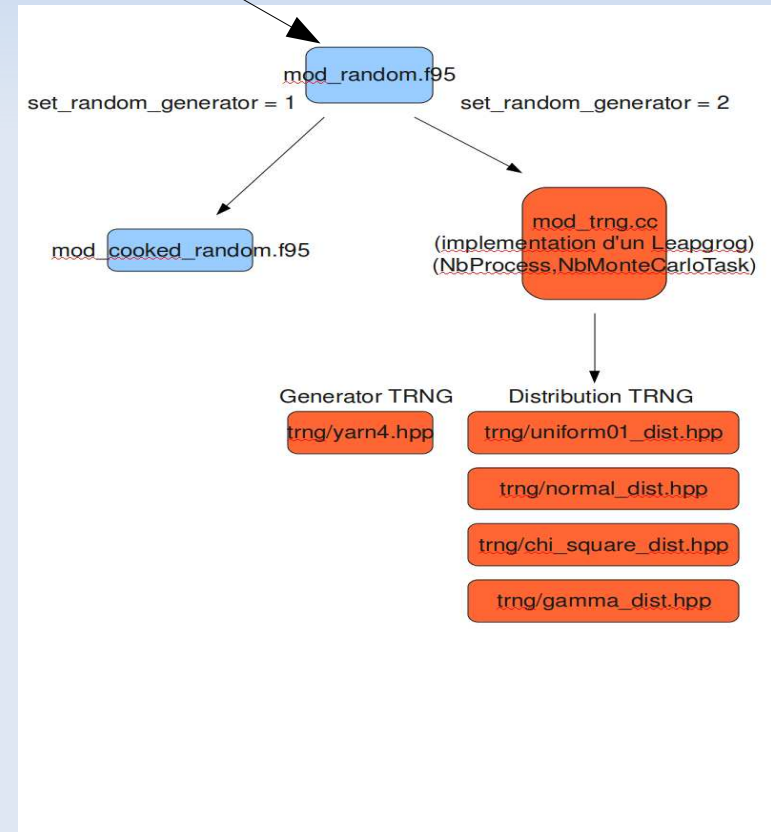 mod_random.f95
set_random_generator = 1
set_random_generator = 2
mod_cooked_random.f95
mod_trng.cc
(implementation d'un Leapgrog)
(NbProcess,NbMonteCarloTask)
Generator TRNG
Distribution TRNG
trng/yarn4.hpp
trng/uniform01_dist.hpp
trng/normal_dist.hpp
trng/chi_square_dist.hpp
trng/gamma_dist.hpp